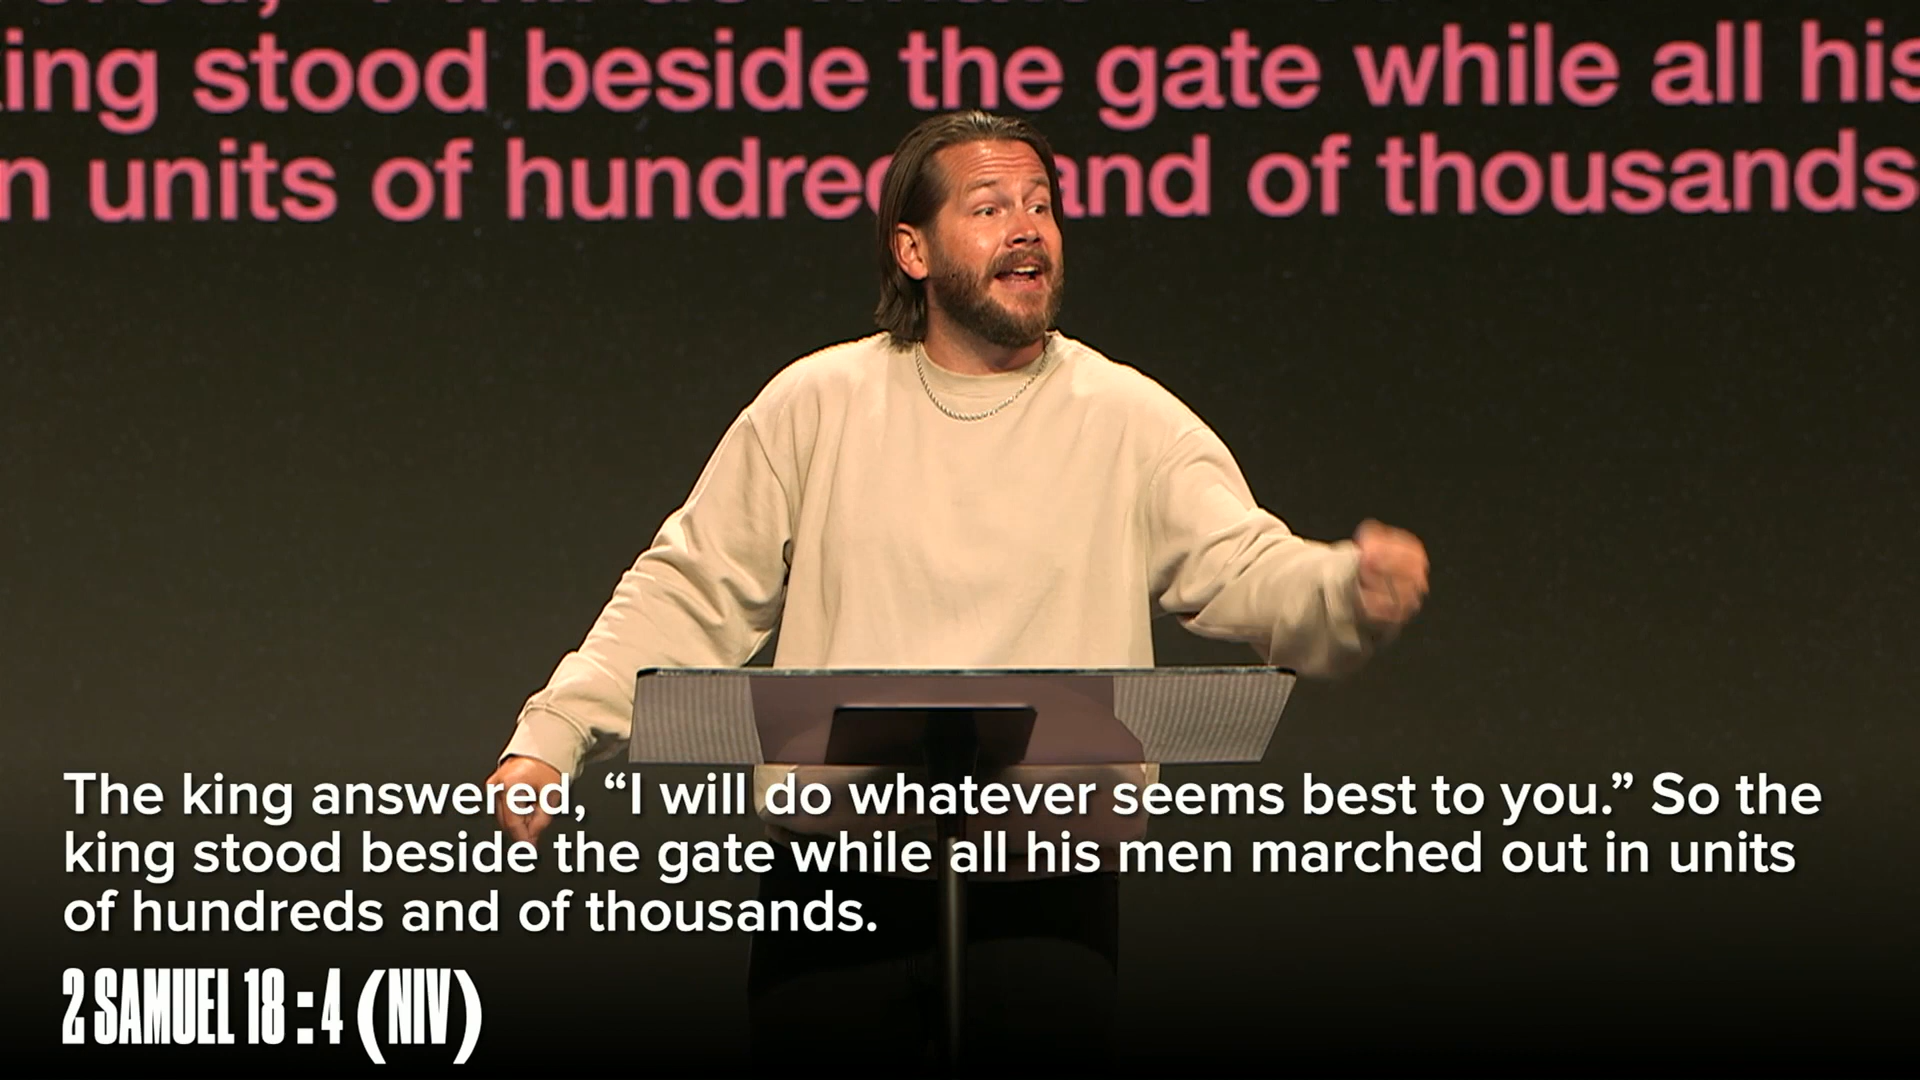 ing stood beside the gate while all his
n units of hundre and of thousands
The king answered, “I will do whatever seems best to you.” So the
king stood beside the gate while all his men marched out in units
of hundreds and of thousands.
2 SAMUEL 18:4 (NIV)